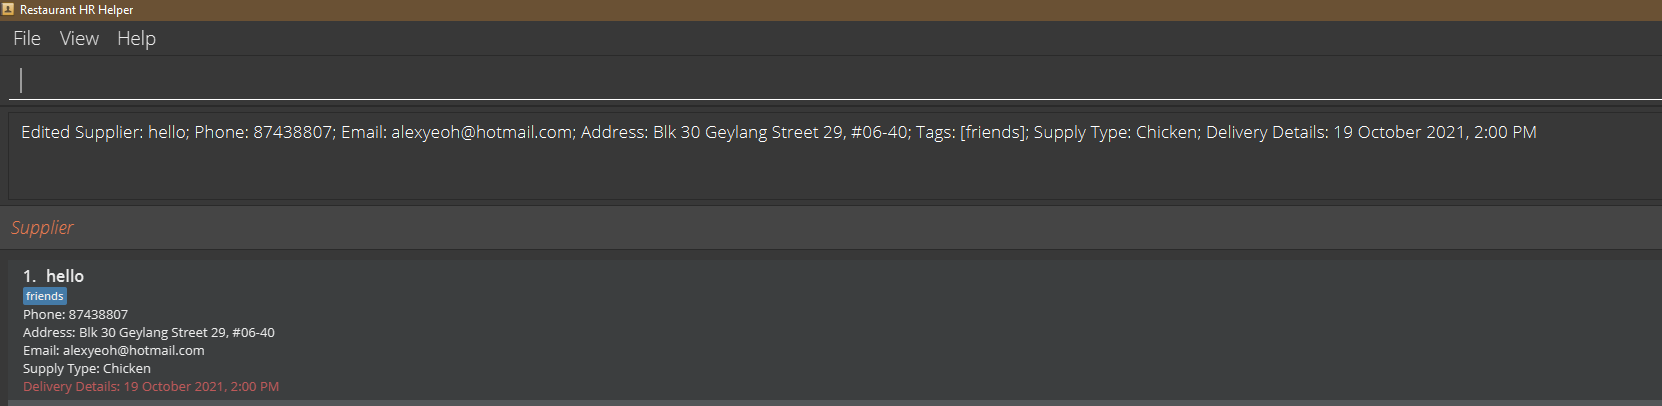 Restaurant HR Helper
File View Help
Edited Supplier: hello; Phone: 87438807; Email: alexyeoh@hotmail.com; Address: Blk 30 Geylang Street 29, #06-40; Tags: [friends]; Supply Type: Chicken; Delivery Details: 19 October 2021, 2:00 PM
Supplier
1. hello
friends
Phone: 87438807
Address: Blk 30 Geylang Street 29, #06-40
Email: alexyeoh@hotmail.com
Supply Type: Chicken
Delivery Details: 19 October 2021, 2:00 PM